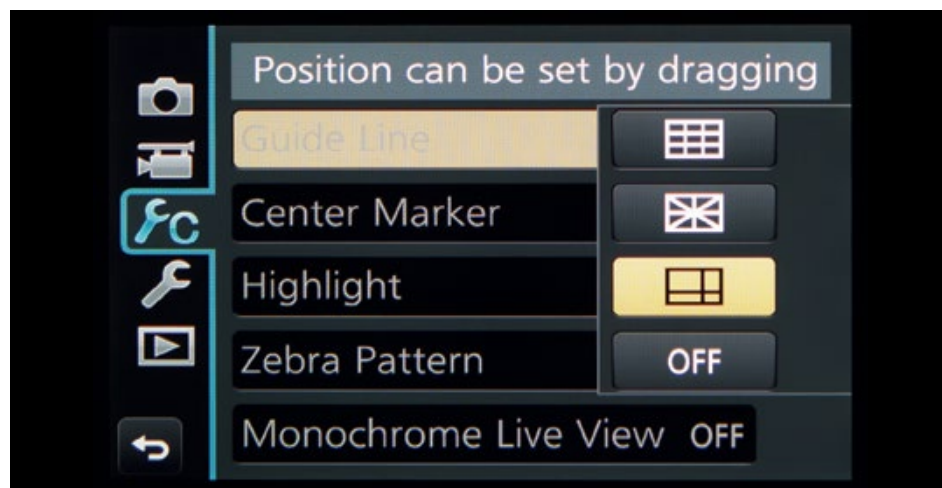 Position can be set by dragging
Guide Line
Center Marker
Highlight
Zebra Pattern
OFF
Monochrome Live View OFF
C